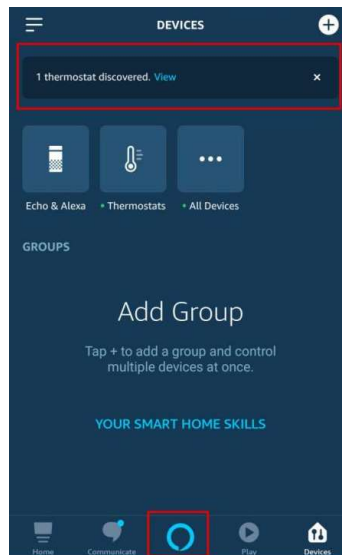 DEVICES
1 thermostat discovered. View
Echo & Alexa
Thermostats
All Devices
GROUPS
Add Group
Tap + to add a group and control
multiple devices at once.
YOUR SMART HOME SKILLS
Home
Communicate
Play
Devices